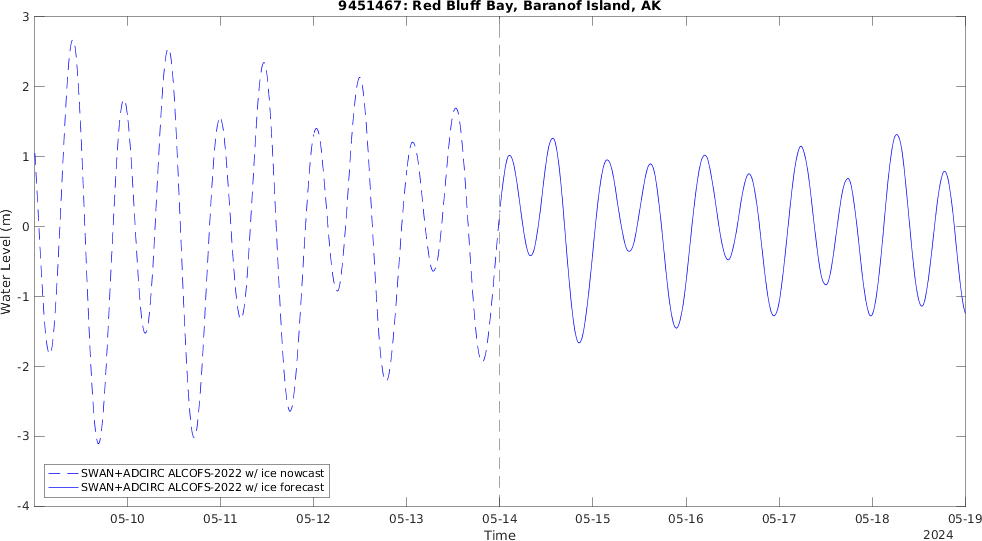 9451467: Red Bluff Bay, Baranof Island, AK
3
2
1
0
-1
-2
-3
-4
Water Level (m)
SWAN+ADCIRC ALCOFS-2022 w/ ice nowcast
SWAN+ADCIRC ALCOFS-2022 w/ ice forecast
05-10 05-11 05-12 05-13 05-14 05-15 05-16 05-17 05-18 05-19
Time
2024